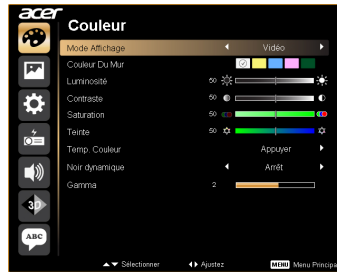 acer
Couleur
Mode Affichage Vidéo
Couleur Du Mur
Luminosité 50
Contraste 50
Saturation 50
Teinte 50
Temp. Couleur Appuyer
Noir dynamique Arrêt
Gamma 2
3D
ABC
Sélectionner Ajustez MENU Menu Principa